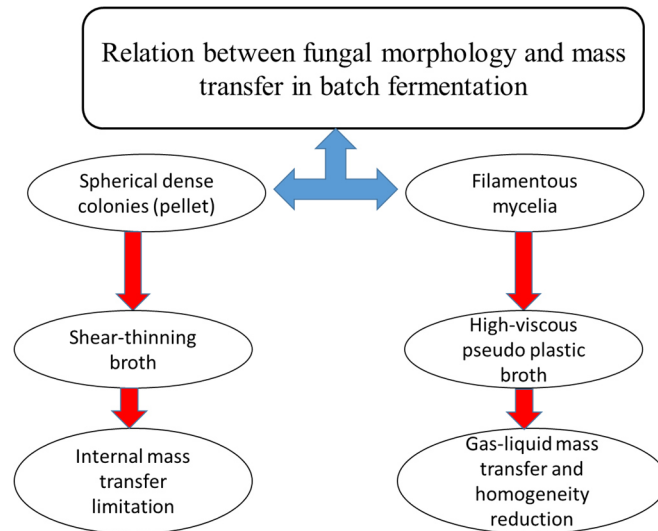 Relation between fungal morphology and mass
transfer in batch fermentation
Spherical dense
colonies (pellet)
Filamentous
mycelia
Shear-thinning
broth
High-viscous
pseudo plastic
broth
Internal mass
transfer
limitation
Gas-liquid mass
transfer and
homogeneity
reduction